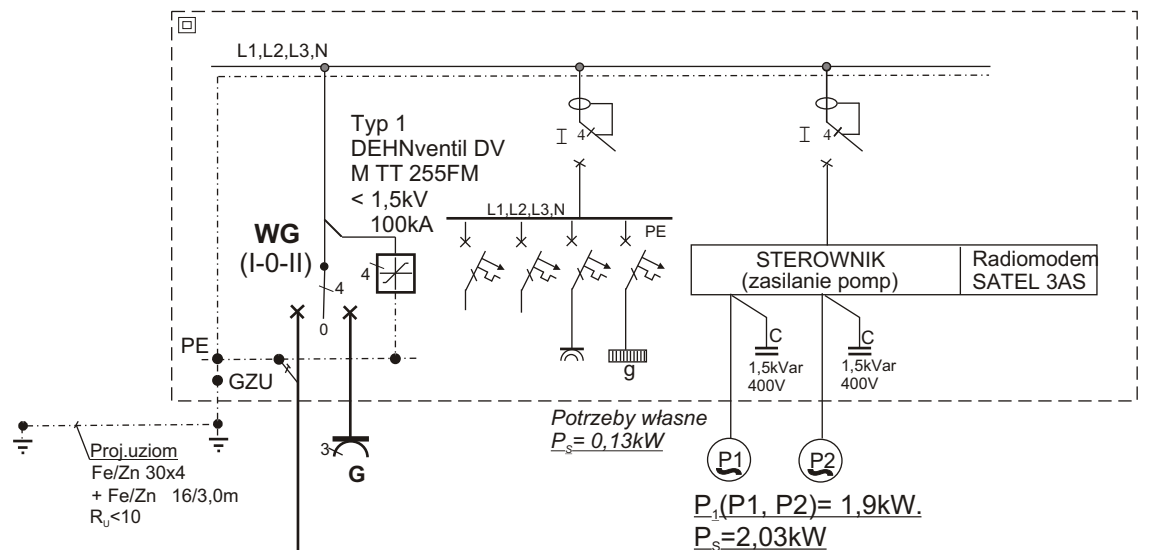 L1,L2,L3,N
Typ 1
DEHNventil DV
M TT 255FM
< 1,5kV
100kA
I 4
I 4
WG
(I-0-II)
4
4
0
L1,L2,L3,N
PE
STEROWNIK
(zasilanie pomp)
Radiomodem
SATEL 3AS
C
1,5kVar
400V
C
1,5kVar
400V
PE
GZU
g
Potrzeby własne
Ps= 0,13kW
3
G
Proj.uziom
Fe/Zn 30x4
+ Fe/Zn 16/3,0m
RU<10
P1
P2
P1(P1, P2)= 1,9kW.
Ps=2,03kW